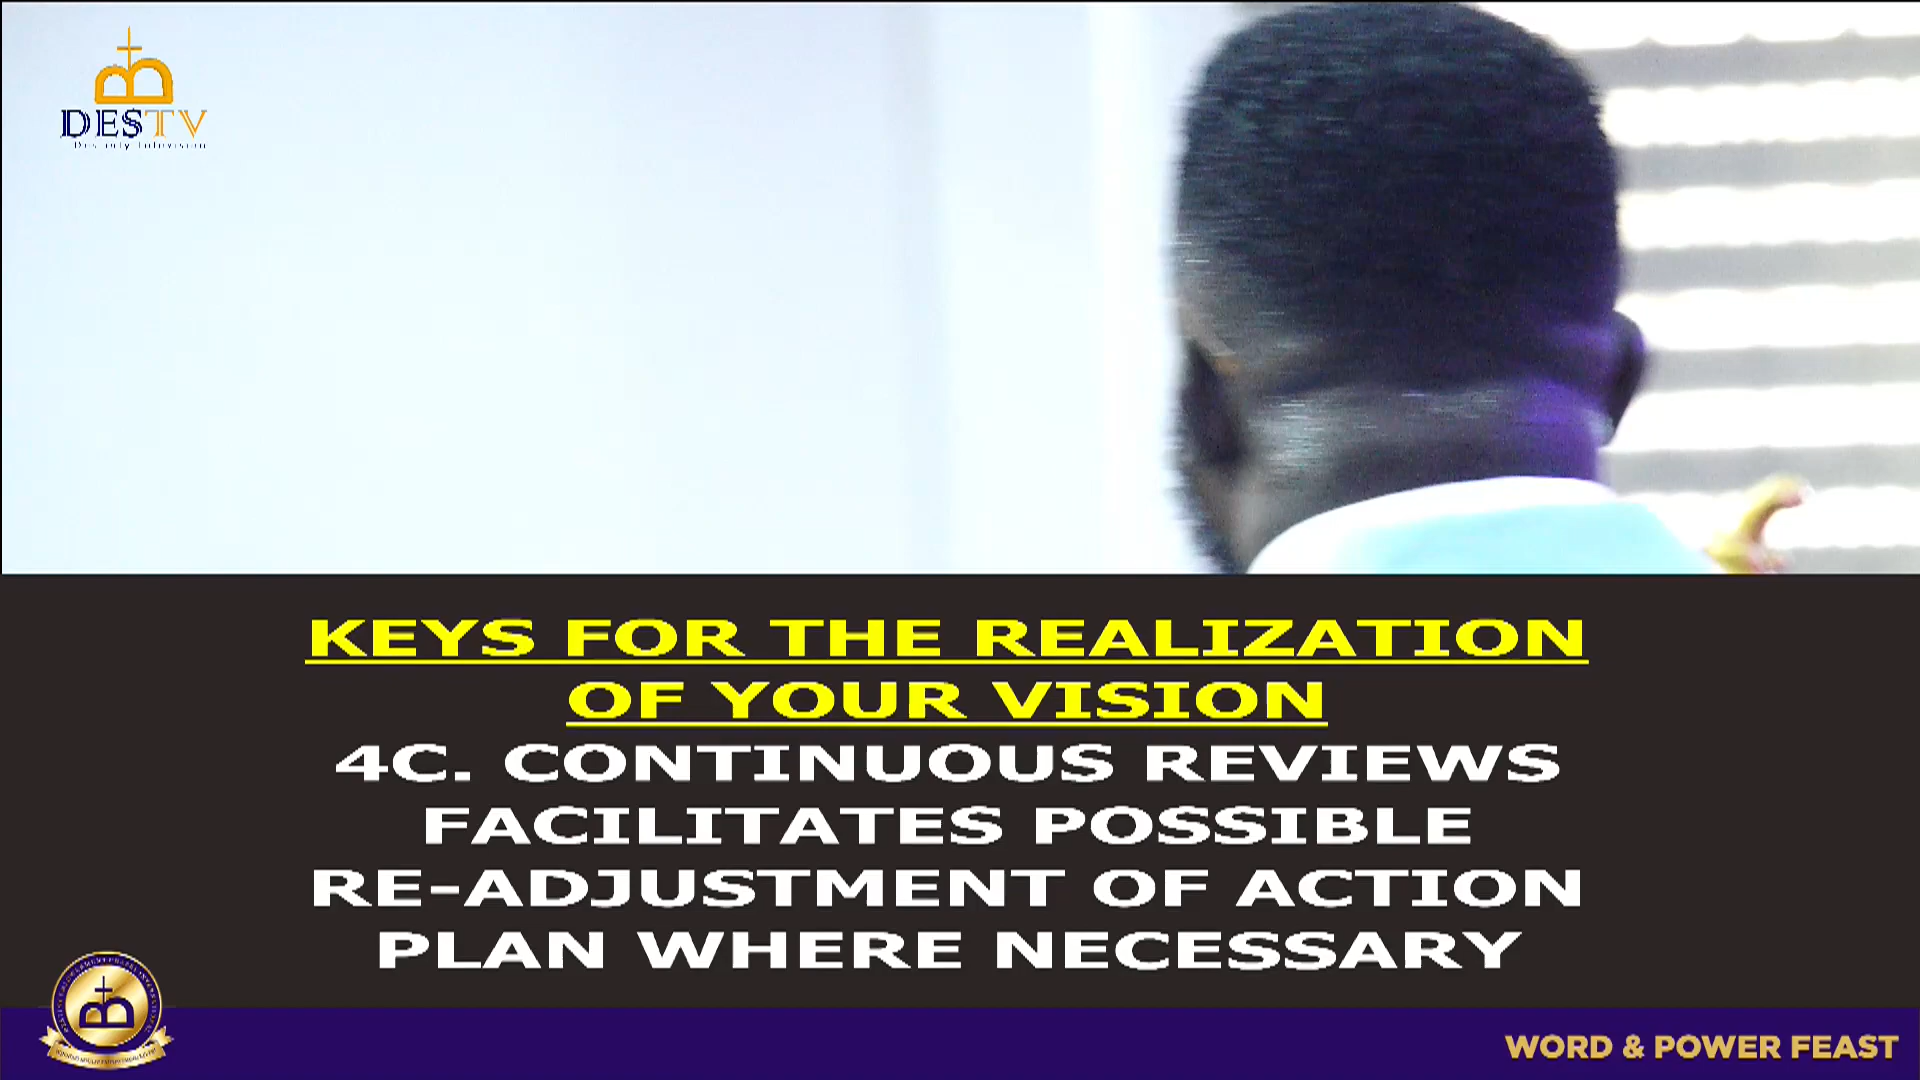 DESTV
KEYS FOR THE REALIZATION
OF YOUR VISION
4C. CONTINUOUS REVIEWS
FACILITATES POSSIBLE
RE-ADJUSTMENT OF ACTION
PLAN WHERE NECESSARY
WORD & POWER FEAST